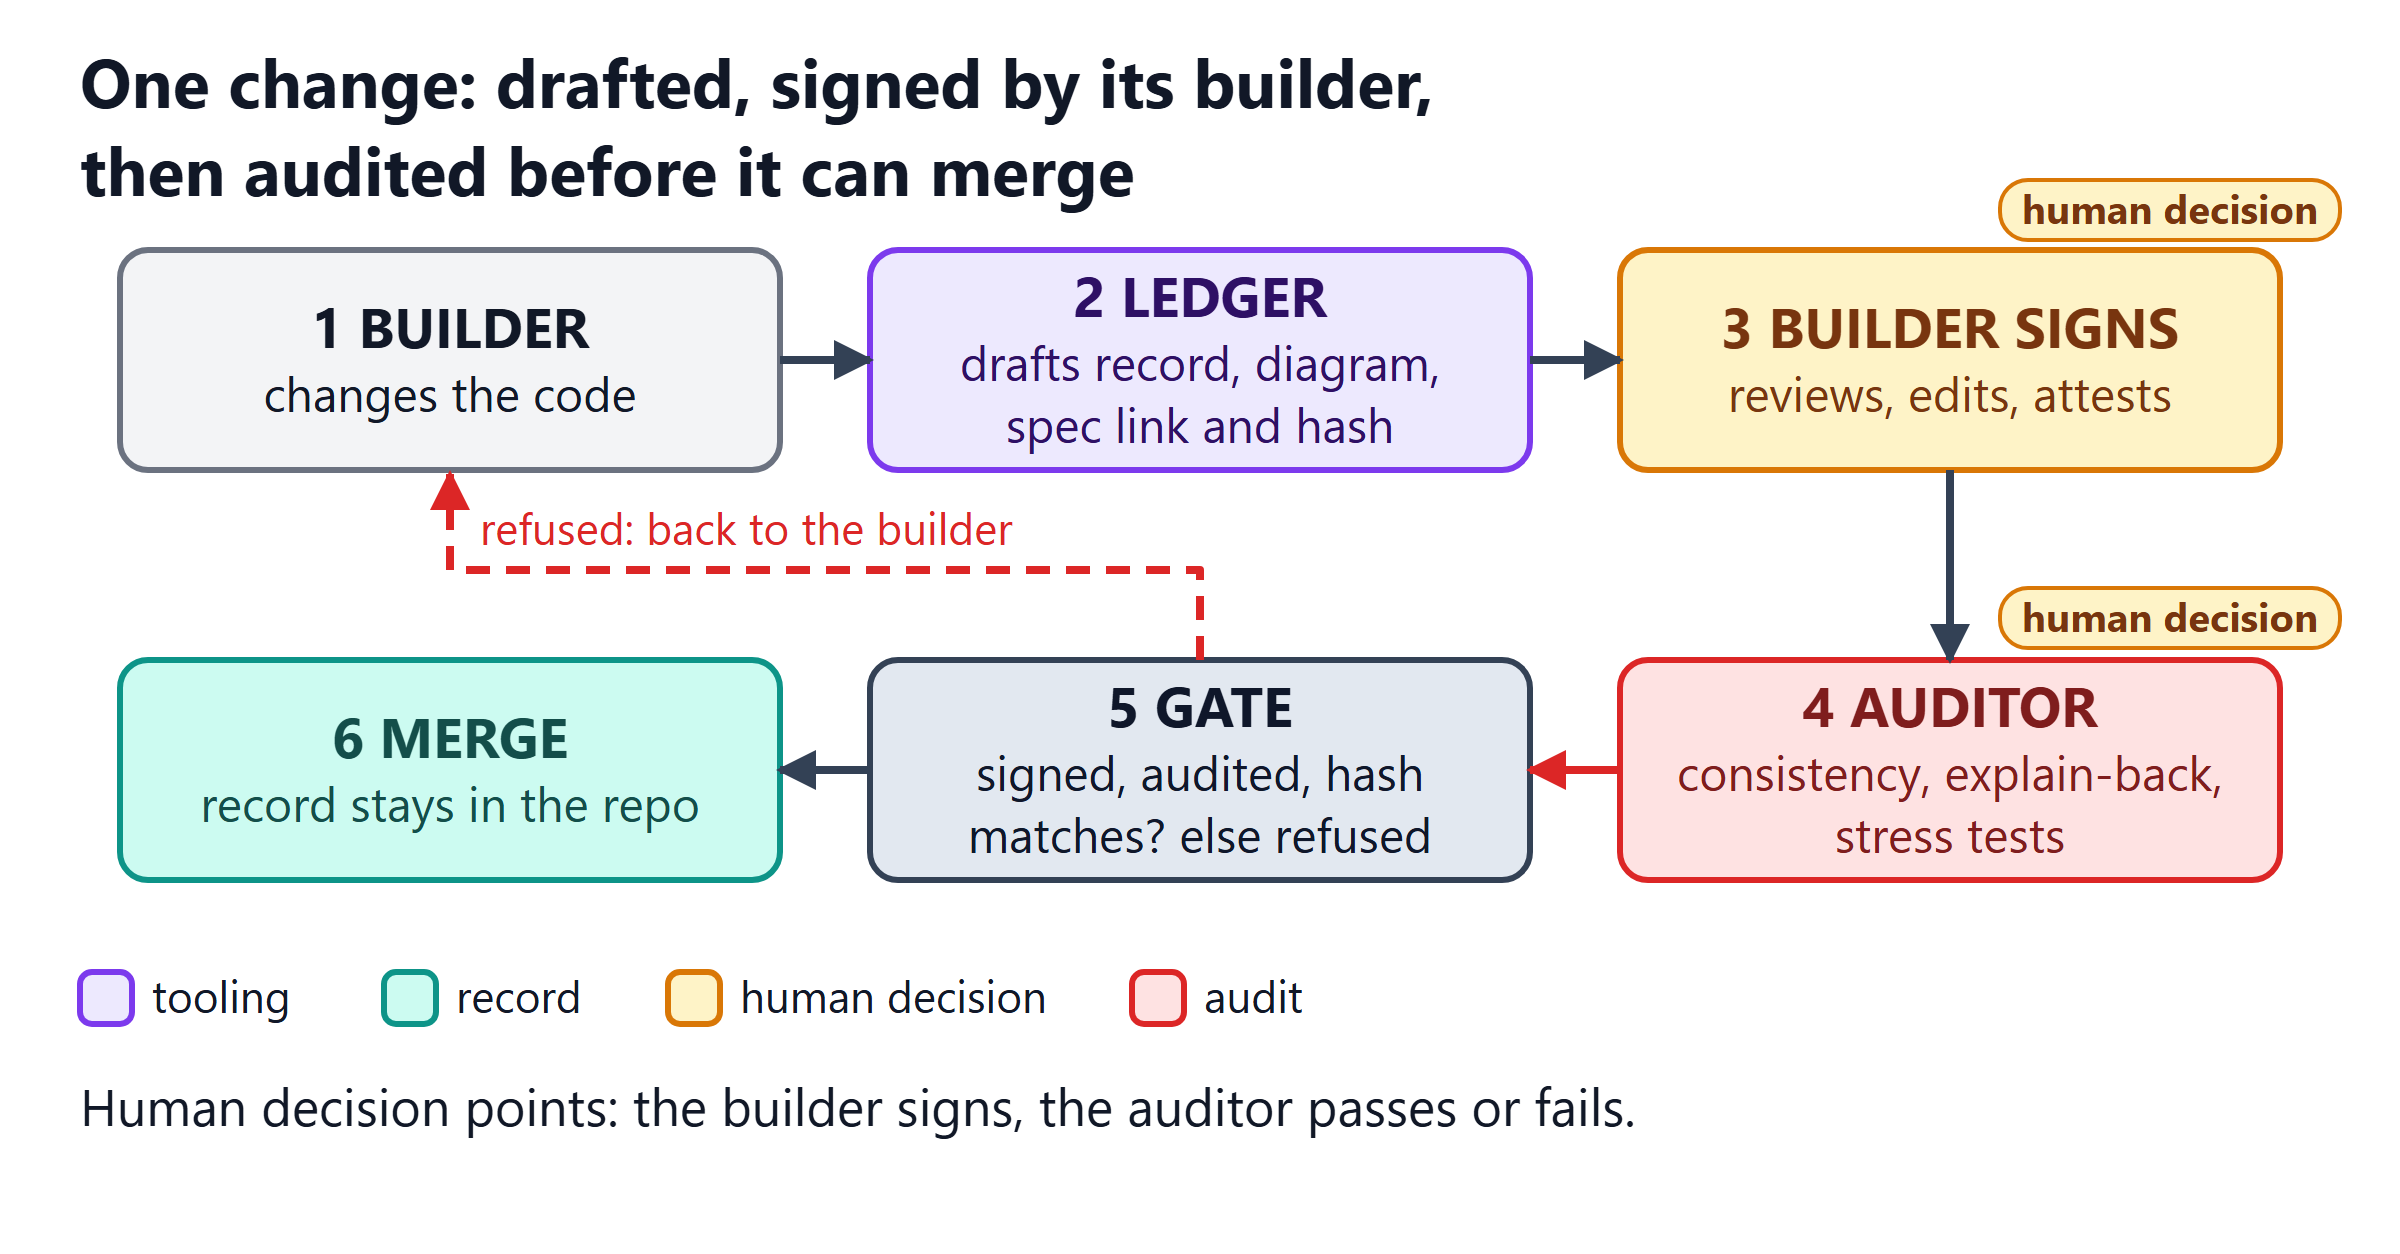 One change: drafted, signed by its builder,
then audited before it can merge
human decision
1 BUILDER
changes the code
2 LEDGER
drafts record, diagram,
spec link and hash
3 BUILDER SIGNS
reviews, edits, attests
refused: back to the builder
human decision
6 MERGE
record stays in the repo
5 GATE
signed, audited, hash
matches? else refused
4 AUDITOR
consistency, explain-back,
stress tests
tooling
record
human decision
audit
Human decision points: the builder signs, the auditor passes or fails.